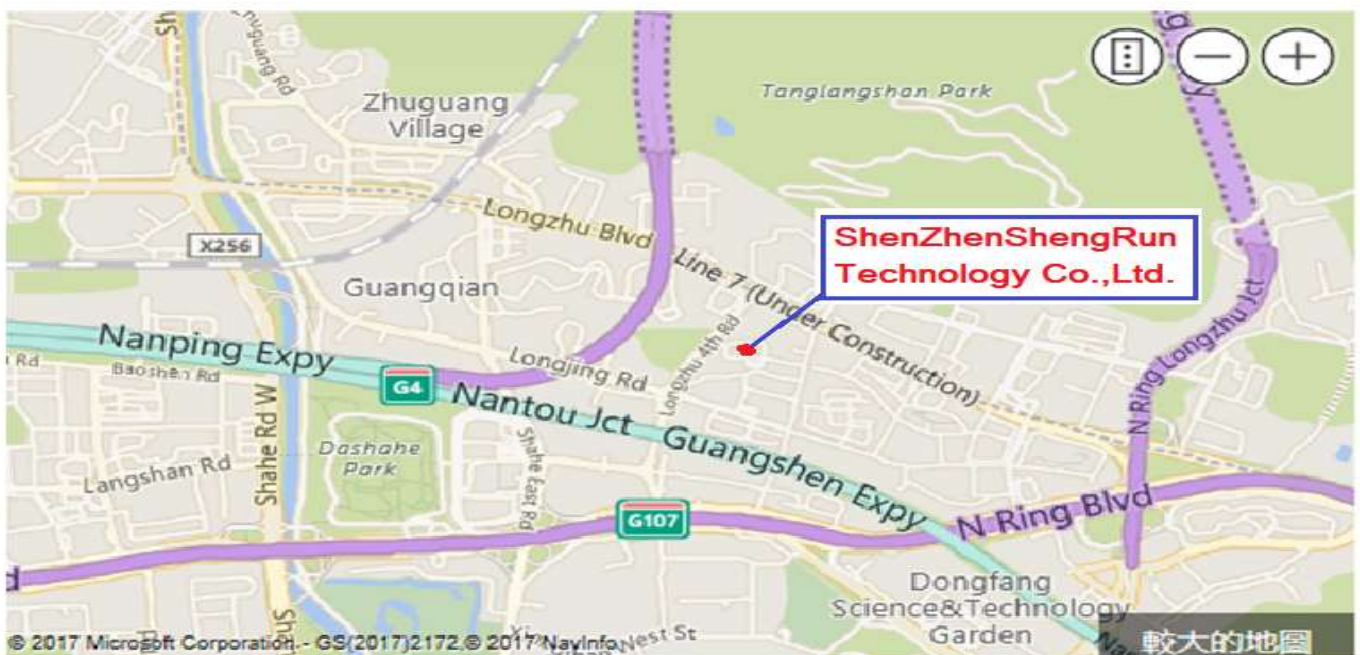 Tanglangshan Park
Zhuguang
Village
Longzhu Blvd
X256
ShenZhenShengRun
Technology Co.,Ltd.
Line 7 (Under Construction)
Guangqian
N Ring Longzhu Jct
Nanping Expy
Baoshen Rd
Longjing Rd
Longzhu 4th Rd
G4
Nantou Jct
Guangshen Expy
Shahe Rd W
Dashahe
Park
Langshan Rd
Shahe East Rd
G107
N Ring Blvd
Dongfang
Science&Technology
Garden
© 2017 Microsoft Corporation - GS(2017)2172 © 2017 NavInfo
較大的地圖